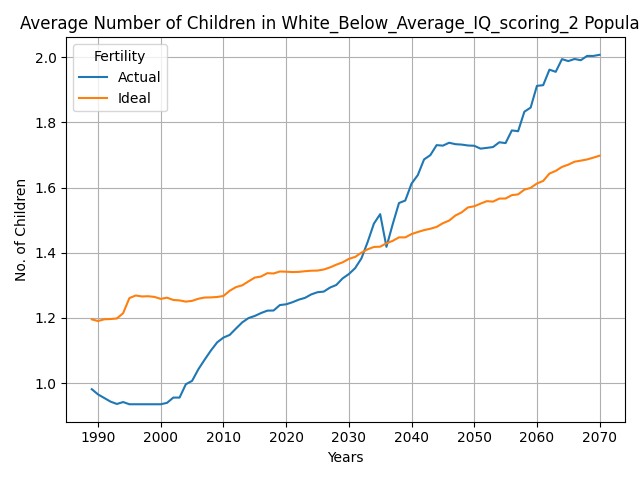 Average Number of Children in White_Below_Average_IQ_scoring_2 Popula
Fertility
Actual
Ideal
2.0
1.8
1.6
1.4
1.2
1.0
No. of Children
1990 2000 2010 2020 2030 2040 2050 2060 2070
Years